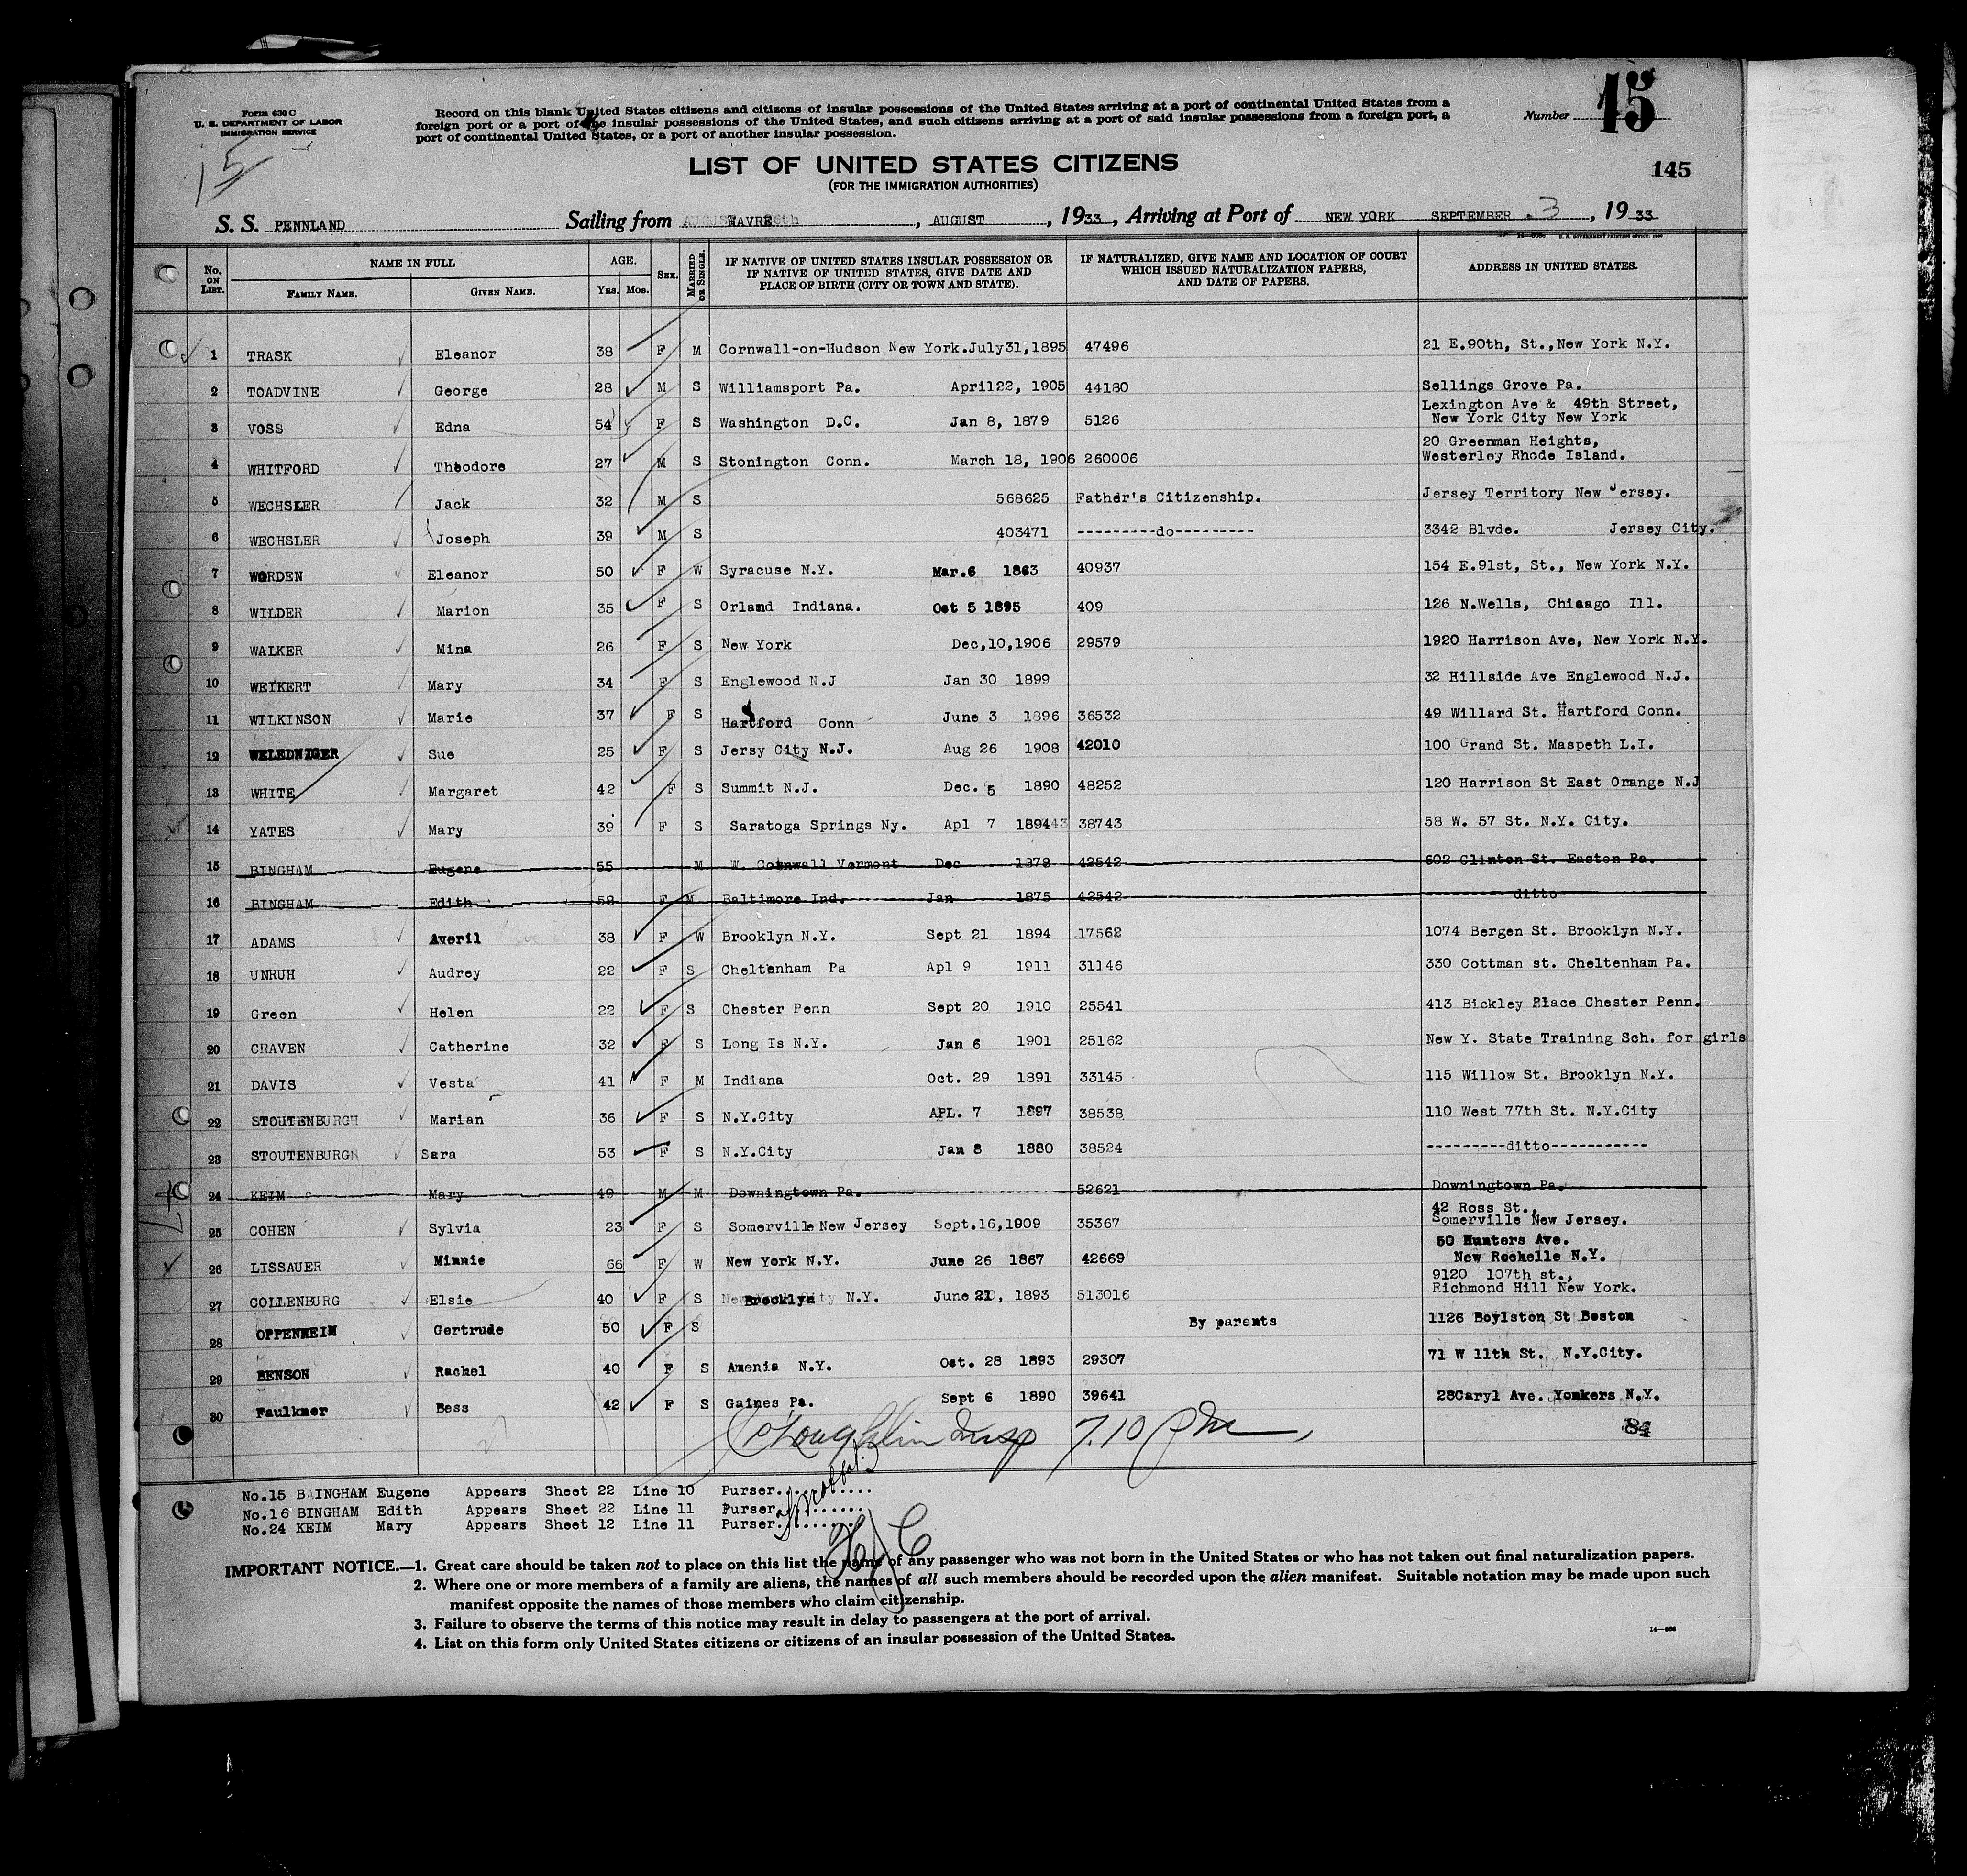 Form 630 C
U. S. DEPARTMENT OF LABOR
IMMIGRATION SERVICE
Record on this blank United States citizens and citizens of insular possessions of the United States arriving at a port of continental United States from a
foreign port or a port of the insular possessions of the United States, and such citizens arriving at a port of said insular possessions from a foreign port, a
port of continental United States, or a port of another insular possession.
Number 15
15
LIST OF UNITED STATES CITIZENS
(FOR THE IMMIGRATION AUTHORITIES)
145
S. S. PENNLAND Sailing from HAVRE , AUGUST , 1933 , Arriving at Port of NEW YORK SEPTEMBER 3 , 1933
No. ON LIST. NAME IN FULL FAMILY NAME. GIVEN NAME. AGE. YRS. MOS. SEX. MARRIED OR SINGLE. IF NATIVE OF UNITED STATES INSULAR POSSESSION OR IF NATIVE OF UNITED STATES, GIVE DATE AND PLACE OF BIRTH (CITY OR TOWN AND STATE). IF NATURALIZED, GIVE NAME AND LOCATION OF COURT WHICH ISSUED NATURALIZATION PAPERS, AND DATE OF PAPERS. ADDRESS IN UNITED STATES.
1 TRASK Eleanor 38 F M Cornwall-on-Hudson New York.July31,1895 47496 21 E.90th, St.,New York N.Y.
2 TOADVINE George 28 M S Williamsport Pa. April22, 1905 44180 Sellings Grove Pa.
3 VOSS Edna 54 F S Washington D.C. Jan 8, 1879 5126 Lexington Ave & 49th Street, New York City New York
4 WHITFORD Theodore 27 M S Stonington Conn. March 18, 1906 260006 20 Greenman Heights, Westerley Rhode Island.
5 WECHSLER Jack 32 M S 568625 Father's Citizenship. Jersey Territory New Jersey.
6 WECHSLER Joseph 39 M S 403471 ---------do--------- 3342 Blvde. Jersey City.
7 WORDEN Eleanor 50 F W Syracuse N.Y. Mar.6 1863 40937 154 E.91st, St., New York N.Y.
8 WILDER Marion 35 F S Orland Indiana. Oct 5 1895 409 126 N.Wells, Chicago Ill.
9 WALKER Mina 26 F S New York Dec,10,1906 29579 1920 Harrison Ave, New York N.Y.
10 WEIKERT Mary 34 F S Englewood N.J Jan 30 1899 32 Hillside Ave Englewood N.J.
11 WILKINSON Marie 37 F S Hartford Conn June 3 1896 36532 49 Willard St. Hartford Conn.
12 WELEDNIGER Sue 25 F S Jersy City N.J. Aug 26 1908 42010 100 Grand St. Maspeth L.I.
13 WHITE Margaret 42 F S Summit N.J. Dec. 5 1890 48252 120 Harrison St East Orange N.J
14 YATES Mary 39 F S Saratoga Springs Ny. Apl 7 1894 38743 58 W. 57 St. N.Y. City.
15 BINGHAM Eugene 55 M W. Cornwall Vermont Dec 1878 42542 602 Clinton St. Easton Pa.
16 BINGHAM Edith 58 F M Baltimore Ind. Jan 1875 42542 ----------ditto
17 ADAMS Averil 38 F W Brooklyn N.Y. Sept 21 1894 17562 1074 Bergen St. Brooklyn N.Y.
18 UNRUH Audrey 22 F S Cheltenham Pa Apl 9 1911 31146 330 Cottman st. Cheltenham Pa.
19 Green Helen 22 F S Chester Penn Sept 20 1910 25541 413 Bickley Place Chester Penn.
20 CRAVEN Catherine 32 F S Long Is N.Y. Jan 6 1901 25162 New Y. State Training Sch. for girls
21 DAVIS Vesta 41 F M Indiana Oct. 29 1891 33145 115 Willow St. Brooklyn N.Y.
22 STOUTENBURGH Marian 36 F S N.Y.City APL. 7 1897 38538 110 West 77th St. N.Y.City
23 STOUTENBURGH Sara 53 F S N.Y.City Jan 8 1880 38524 ---------ditto-----------
24 KEIM Mary 49 M M Downingtown Pa. 52621 Downingtown Pa.
25 COHEN Sylvia 23 F S Somerville New Jersey Sept.16,1909 35367 42 Ross St., Somerville New Jersey.
26 LISSAUER Minnie 66 F W New York N.Y. June 26 1867 42669 50 Hunters Ave. New Rochelle N.Y.
27 COLLENBURG Elsie 40 F S Brooklyn N.Y. June 21, 1893 513016 9120 107th st., Richmond Hill New York.
28 OPPENHEIM Gertrude 50 F S By parents 1126 Boylston St Boston
29 BENSON Rachel 40 F S Amenia N.Y. Oct. 28 1893 29307 71 W 11th St. N.Y.City.
30 Faulkner Bess 42 F S Gaines Pa. Sept 6 1890 39641 28Caryl Ave. Yonkers N.Y.
Loughlin Insp 7.10 pm
84
No.15 BAINGHAM Eugene Appears Sheet 22 Line 10 Purser.
No.16 BINGHAM Edith Appears Sheet 22 Line 11 Purser
No.24 KEIM Mary Appears Sheet 12 Line 11 Purser.
IMPORTANT NOTICE.—1. Great care should be taken not to place on this list the name of any passenger who was not born in the United States or who has not taken out final naturalization papers.
2. Where one or more members of a family are aliens, the names of all such members should be recorded upon the alien manifest. Suitable notation may be made upon such
manifest opposite the names of those members who claim citizenship.
3. Failure to observe the terms of this notice may result in delay to passengers at the port of arrival.
4. List on this form only United States citizens or citizens of an insular possession of the United States.